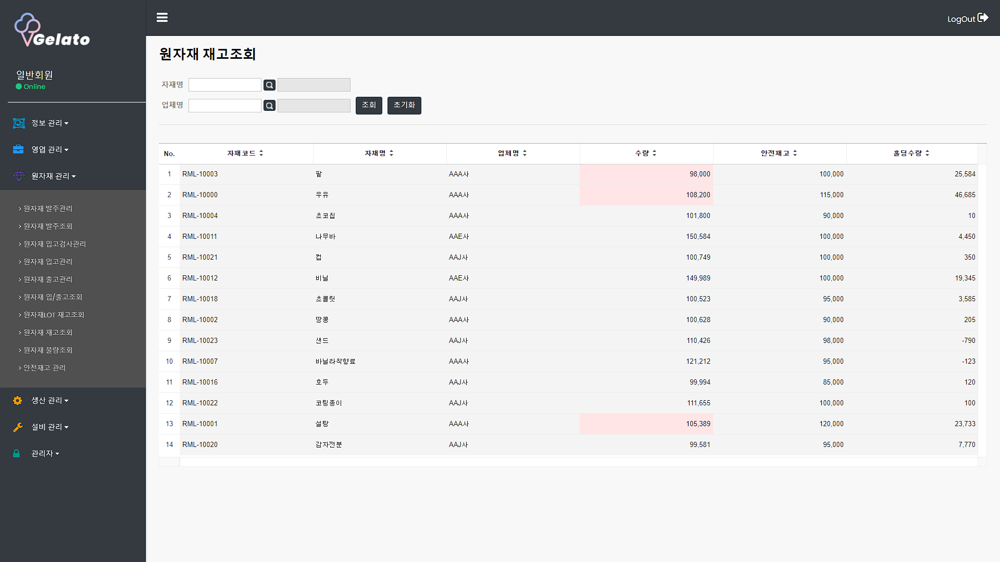 Gelato
LogOut
일반회원
Online
정보 관리
영업 관리
원자재 관리
> 원자재 발주관리
> 원자재 발주조회
> 원자재 입고검사관리
> 원자재 입고관리
> 원자재 출고관리
> 원자재 입/출고조회
> 원자재LOT 재고조회
> 원자재 재고조회
> 원자재 불량조회
> 안전재고 관리
생산 관리
설비 관리
관리자
원자재 재고조회
자재명
업체명 조회 초기화
No. 자재코드 자재명 업체명 수량 안전재고 홀딩수량
1 RML-10003 팥 AAA사 98,000 100,000 25,584
2 RML-10000 우유 AAA사 108,200 115,000 46,685
3 RML-10004 초코칩 AAA사 101,800 90,000 10
4 RML-10011 나무바 AAE사 150,584 100,000 4,450
5 RML-10021 컵 AAJ사 100,749 100,000 350
6 RML-10012 비닐 AAE사 149,989 100,000 19,345
7 RML-10018 초콜릿 AAJ사 100,523 95,000 3,585
8 RML-10002 땅콩 AAA사 100,628 90,000 205
9 RML-10023 샌드 AAJ사 110,426 98,000 -790
10 RML-10007 바닐라착향료 AAA사 121,212 95,000 -123
11 RML-10016 호두 AAJ사 99,994 85,000 120
12 RML-10022 코팅종이 AAJ사 111,655 100,000 100
13 RML-10001 설탕 AAA사 105,389 120,000 23,733
14 RML-10020 감자전분 AAJ사 99,581 95,000 7,770